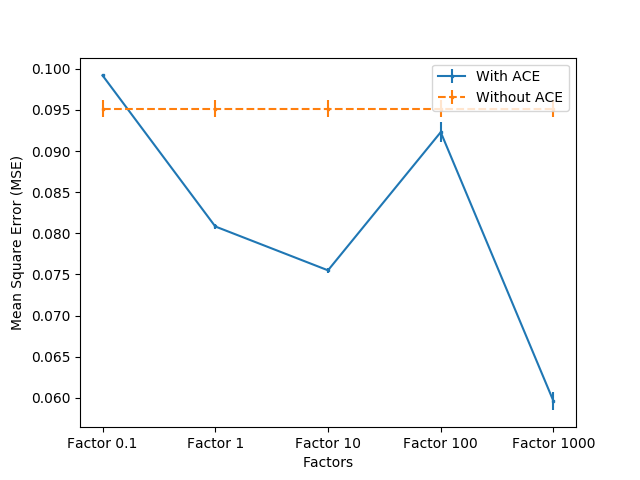 With ACE
Without ACE
0.100
0.095
0.090
0.085
0.080
0.075
0.070
0.065
0.060
Mean Square Error (MSE)
Factor 0.1
Factor 1
Factor 10
Factor 100
Factor 1000
Factors